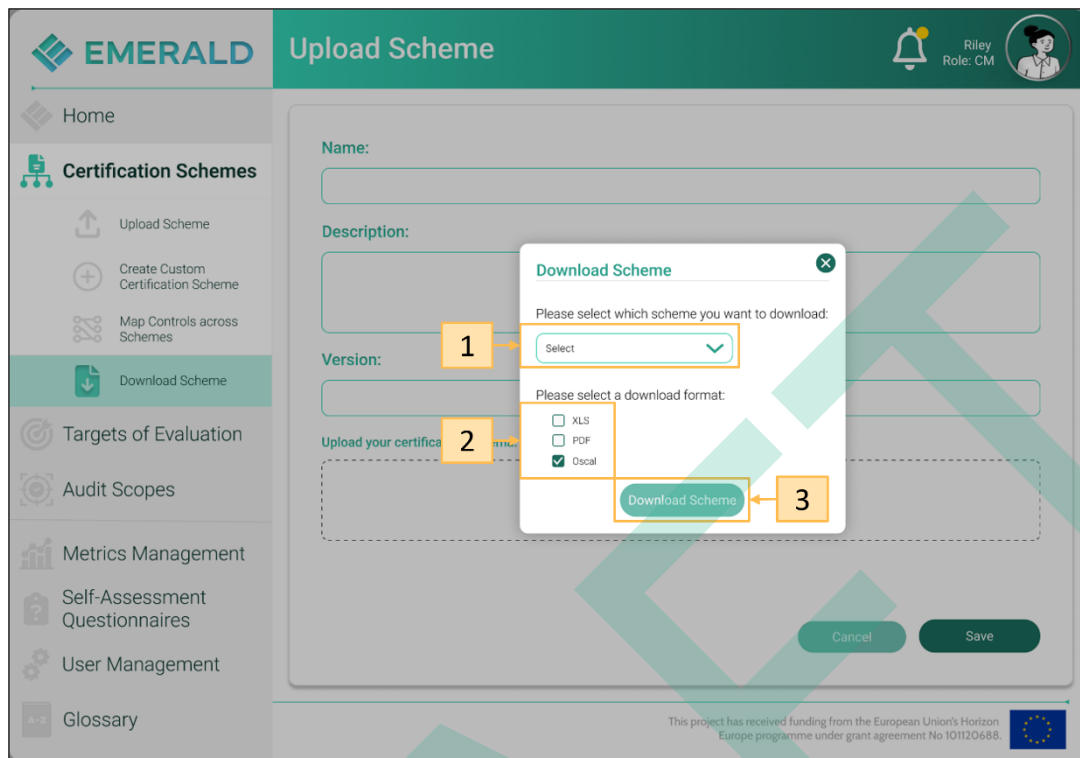 EMERALD
Upload Scheme
Riley
Role: CM
Home
Certification Schemes
Upload Scheme
Create Custom
Certification Scheme
Map Controls across
Schemes
Download Scheme
Targets of Evaluation
Audit Scopes
Metrics Management
Self-Assessment
Questionnaires
User Management
A-Z
Glossary
Name:
Description:
Version:
Upload your certifica
Download Scheme
Please select which scheme you want to download:
1
Select
Please select a download format:
2
XLS
PDF
Oscal
Download Scheme
3
Cancel
Save
This project has received funding from the European Union's Horizon
Europe programme under grant agreement No 101120688.